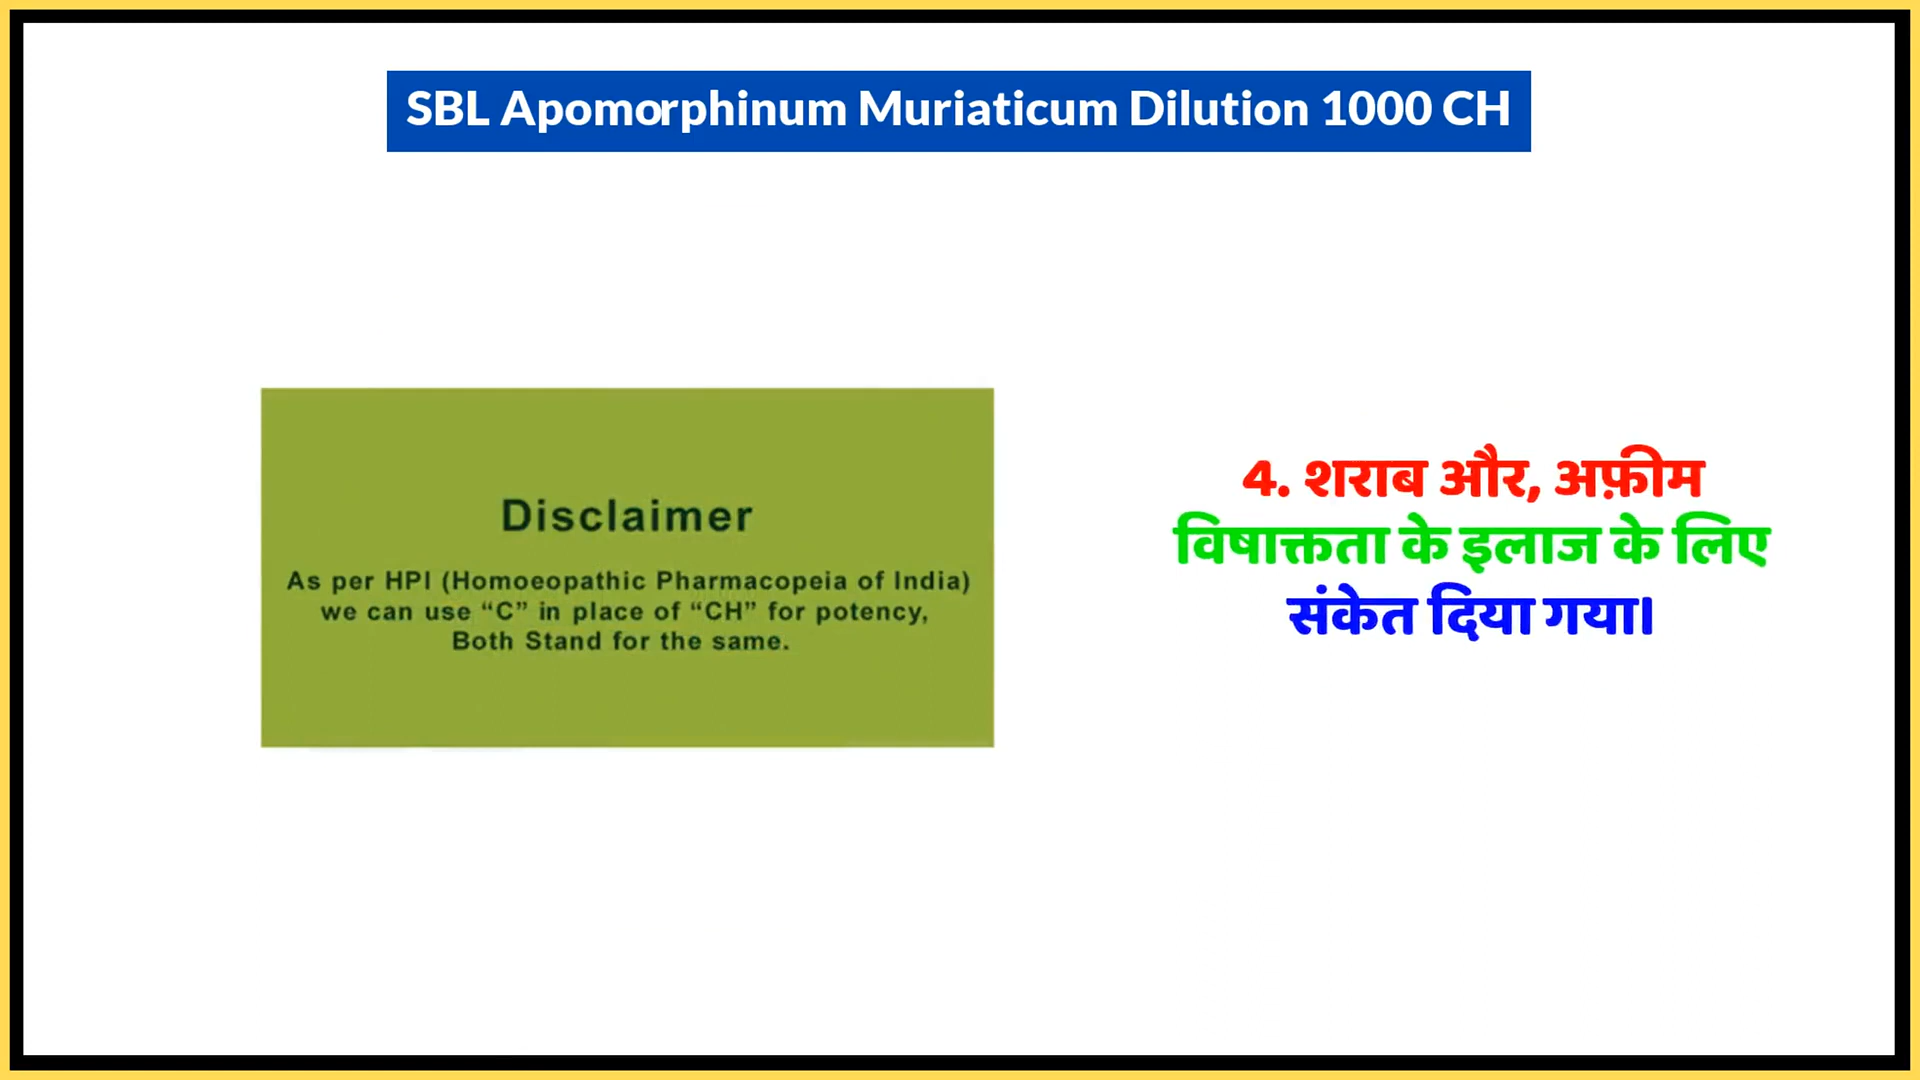 SBL Apomorphinum Muriaticum Dilution 1000 CH
Disclaimer
As per HPI (Homoeopathic Pharmacopeia of India)
we can use “C” in place of “CH” for potency,
Both Stand for the same.
4. शराब और, अफ़ीम
विषाक्तता के इलाज के लिए
संकेत दिया गया।